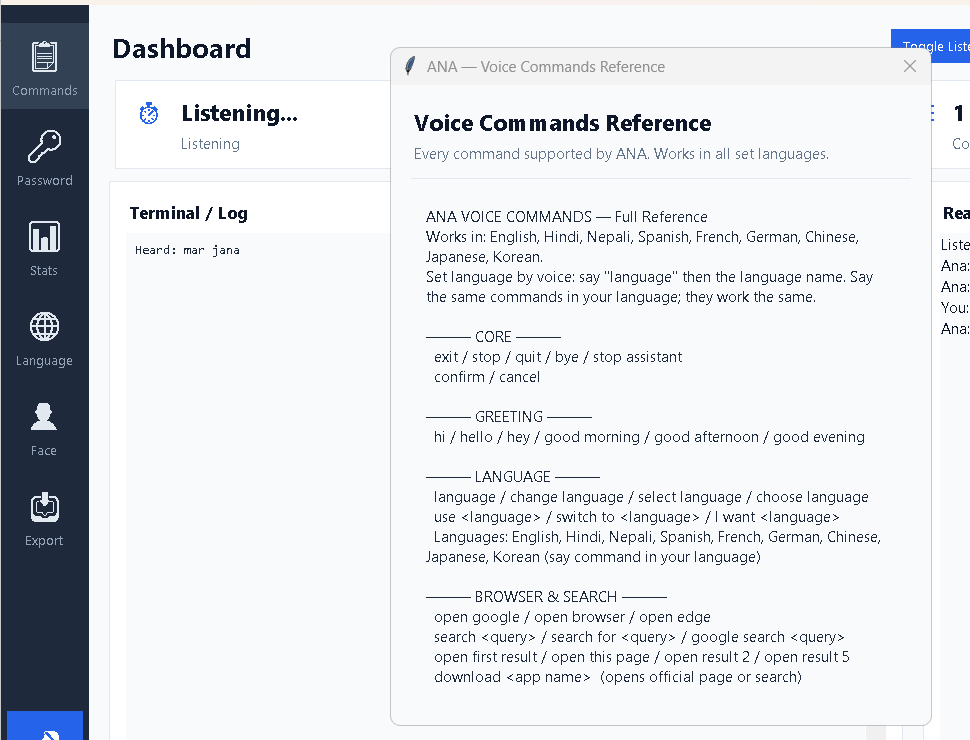 Commands
Password
Stats
Language
Face
Export
Dashboard
Toggle
Listening...
Listening
1
Terminal / Log
Heard: mar jana
ANA — Voice Commands Reference
Voice Commands Reference
Every command supported by ANA. Works in all set languages.
ANA VOICE COMMANDS — Full Reference
Works in: English, Hindi, Nepali, Spanish, French, German, Chinese,
Japanese, Korean.
Set language by voice: say "language" then the language name. Say
the same commands in your language; they work the same.
——— CORE ———
exit / stop / quit / bye / stop assistant
confirm / cancel
——— GREETING ———
hi / hello / hey / good morning / good afternoon / good evening
——— LANGUAGE ———
language / change language / select language / choose language
use <language> / switch to <language> / I want <language>
Languages: English, Hindi, Nepali, Spanish, French, German, Chinese,
Japanese, Korean (say command in your language)
——— BROWSER & SEARCH ———
open google / open browser / open edge
search <query> / search for <query> / google search <query>
open first result / open this page / open result 2 / open result 5
download <app name>  (opens official page or search)
Ana:
Ana:
You:
Ana: